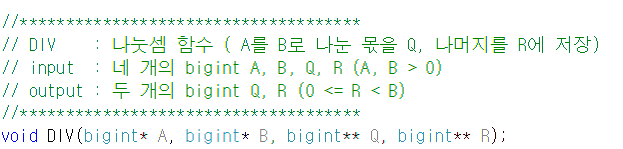 //************************************
// DIV    : 나눗셈 함수 ( A를 B로 나눈 몫을 Q, 나머지를 R에 저장)
// input  : 네 개의 bigint A, B, Q, R (A, B > 0)
// output : 두 개의 bigint Q, R (0 <= R < B)
//************************************
void DIV(bigint* A, bigint* B, bigint** Q, bigint** R);